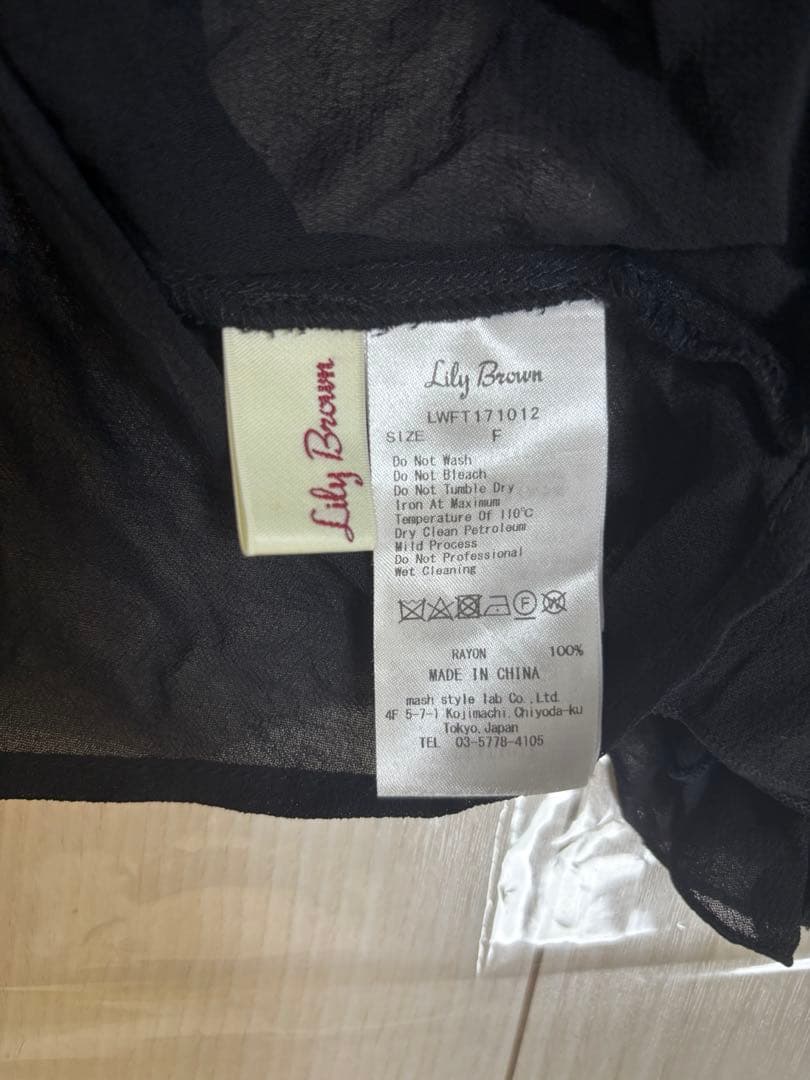 Lily Brown
Lily Brown
LWFT171012
SIZE F
Do Not Wash
Do Not Bleach
Do Not Tumble Dry
Iron At Maximum
Temperature Of 110℃
Dry Clean Petroleum
Mild Process
Do Not Professional
Wet Cleaning
F W
RAYON 100%
MADE IN CHINA
mash style lab Co.,Ltd.
4F 5-7-1 Kojimachi,Chiyoda-ku
Tokyo,Japan
TEL 03-5778-4105